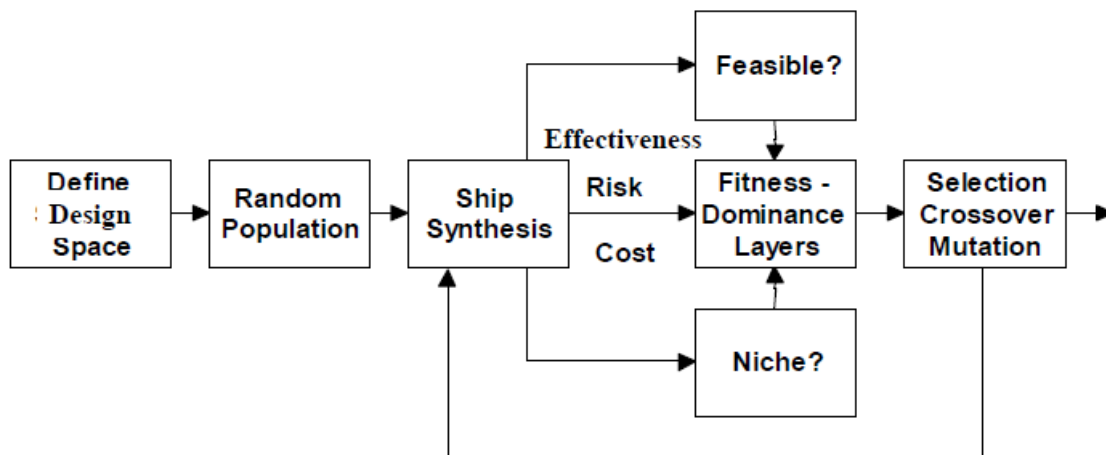 Feasible?
Effectiveness
Define
Design
Space
Random
Population
Ship
Synthesis
Risk
Cost
Fitness -
Dominance
Layers
Selection
Crossover
Mutation
Niche?